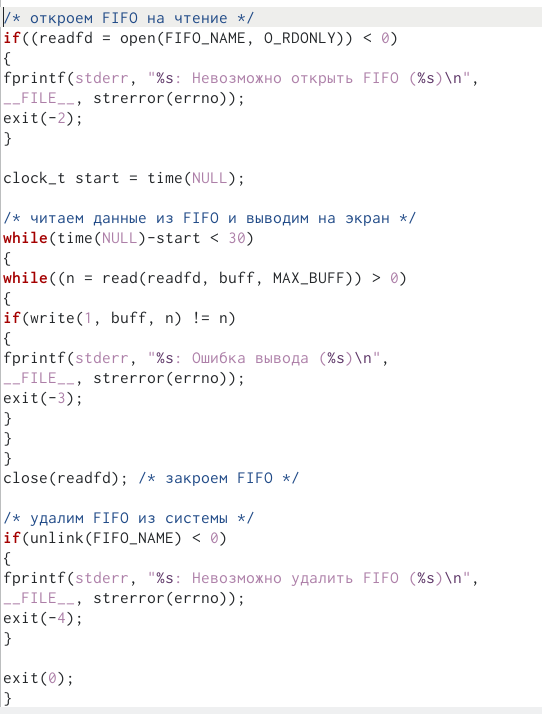 /* откроем FIFO на чтение */
if((readfd = open(FIFO_NAME, O_RDONLY)) < 0)
{
fprintf(stderr, "%s: Невозможно открыть FIFO (%s)\n",
__FILE__, strerror(errno));
exit(-2);
}

clock_t start = time(NULL);

/* читаем данные из FIFO и выводим на экран */
while(time(NULL)-start < 30)
{
while((n = read(readfd, buff, MAX_BUFF)) > 0)
{
if(write(1, buff, n) != n)
{
fprintf(stderr, "%s: Ошибка вывода (%s)\n",
__FILE__, strerror(errno));
exit(-3);
}
}
}
close(readfd); /* закроем FIFO */

/* удалим FIFO из системы */
if(unlink(FIFO_NAME) < 0)
{
fprintf(stderr, "%s: Невозможно удалить FIFO (%s)\n",
__FILE__, strerror(errno));
exit(-4);
}

exit(0);
}